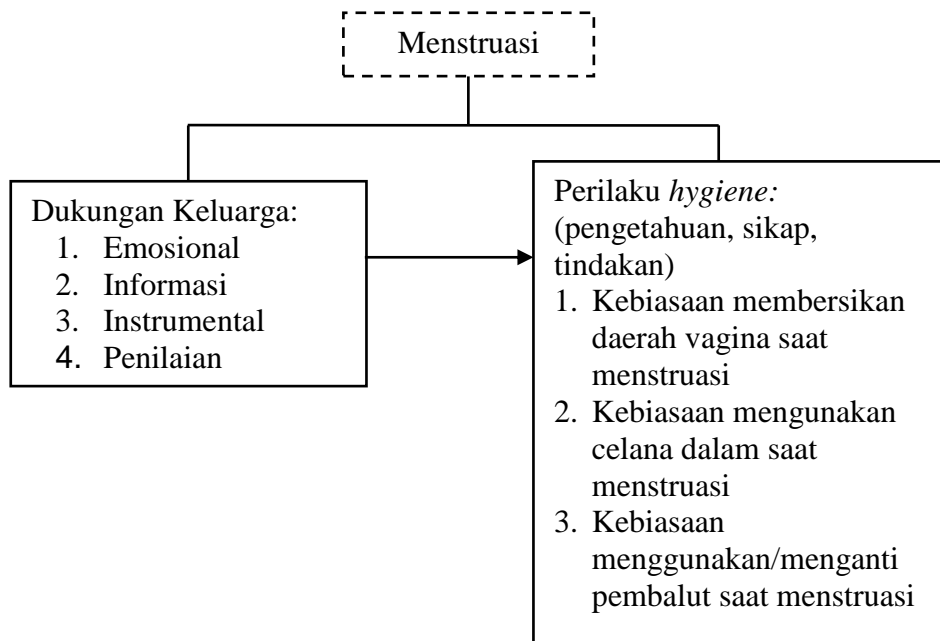 Menstruasi
Dukungan Keluarga:
1. Emosional
2. Informasi
3. Instrumental
4. Penilaian
Perilaku hygiene:
(pengetahuan, sikap,
tindakan)
1. Kebiasaan membersikan
daerah vagina saat
menstruasi
2. Kebiasaan mengunakan
celana dalam saat
menstruasi
3. Kebiasaan
menggunakan/menganti
pembalut saat menstruasi